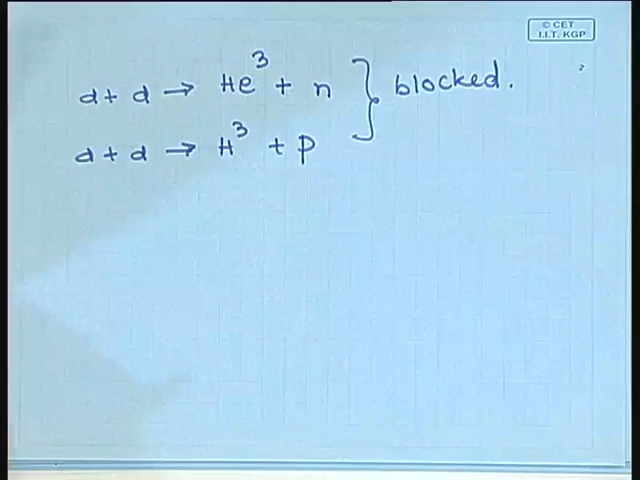 © CET
I.I.T. KGP
d + d → He³ + n
d + d → H³ + p
} blocked.